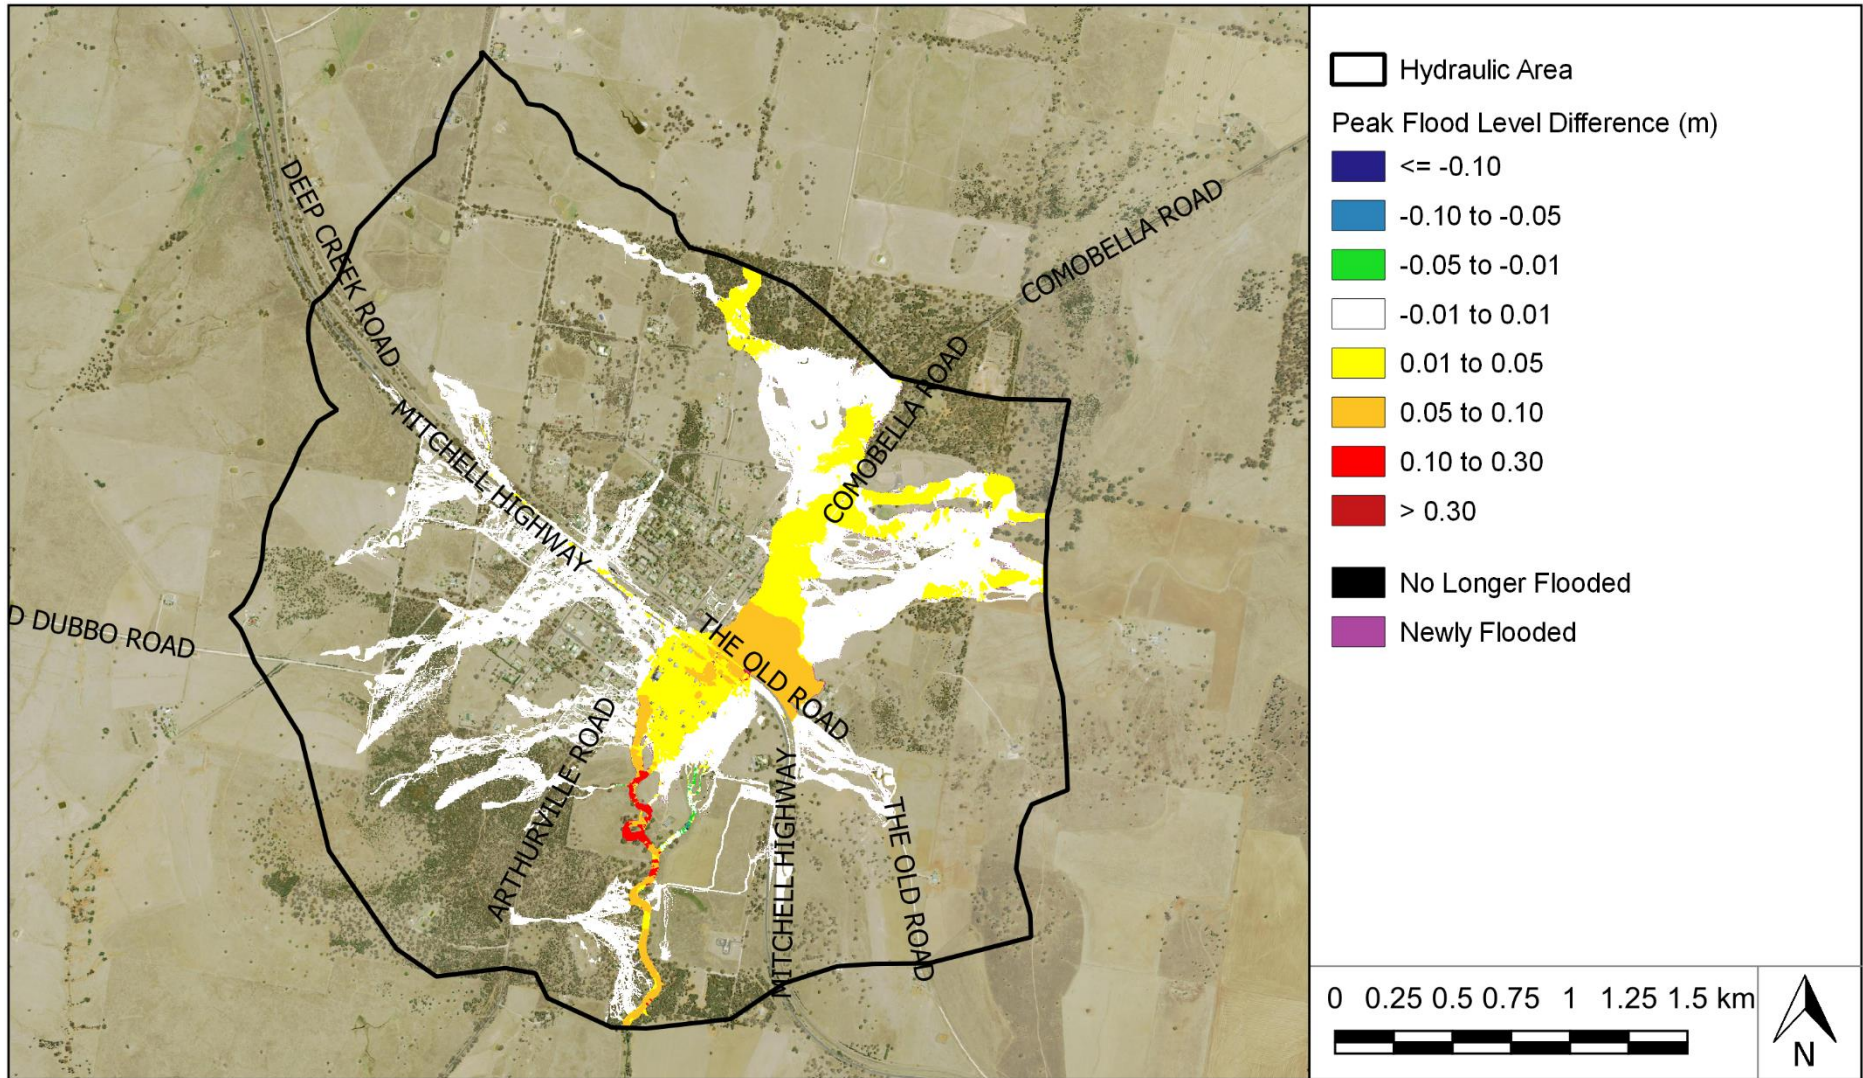 DEEP CREEK ROAD
COMOBELLA ROAD
MITCHELL HIGHWAY
COMOBELLA ROAD
D DUBBO ROAD
THE OLD ROAD
ARTHURVILLE ROAD
MITCHELL HIGHWAY
THE OLD ROAD
Hydraulic Area
Peak Flood Level Difference (m)
<= -0.10
-0.10 to -0.05
-0.05 to -0.01
-0.01 to 0.01
0.01 to 0.05
0.05 to 0.10
0.10 to 0.30
> 0.30
No Longer Flooded
Newly Flooded
0 0.25 0.5 0.75 1 1.25 1.5 km
N